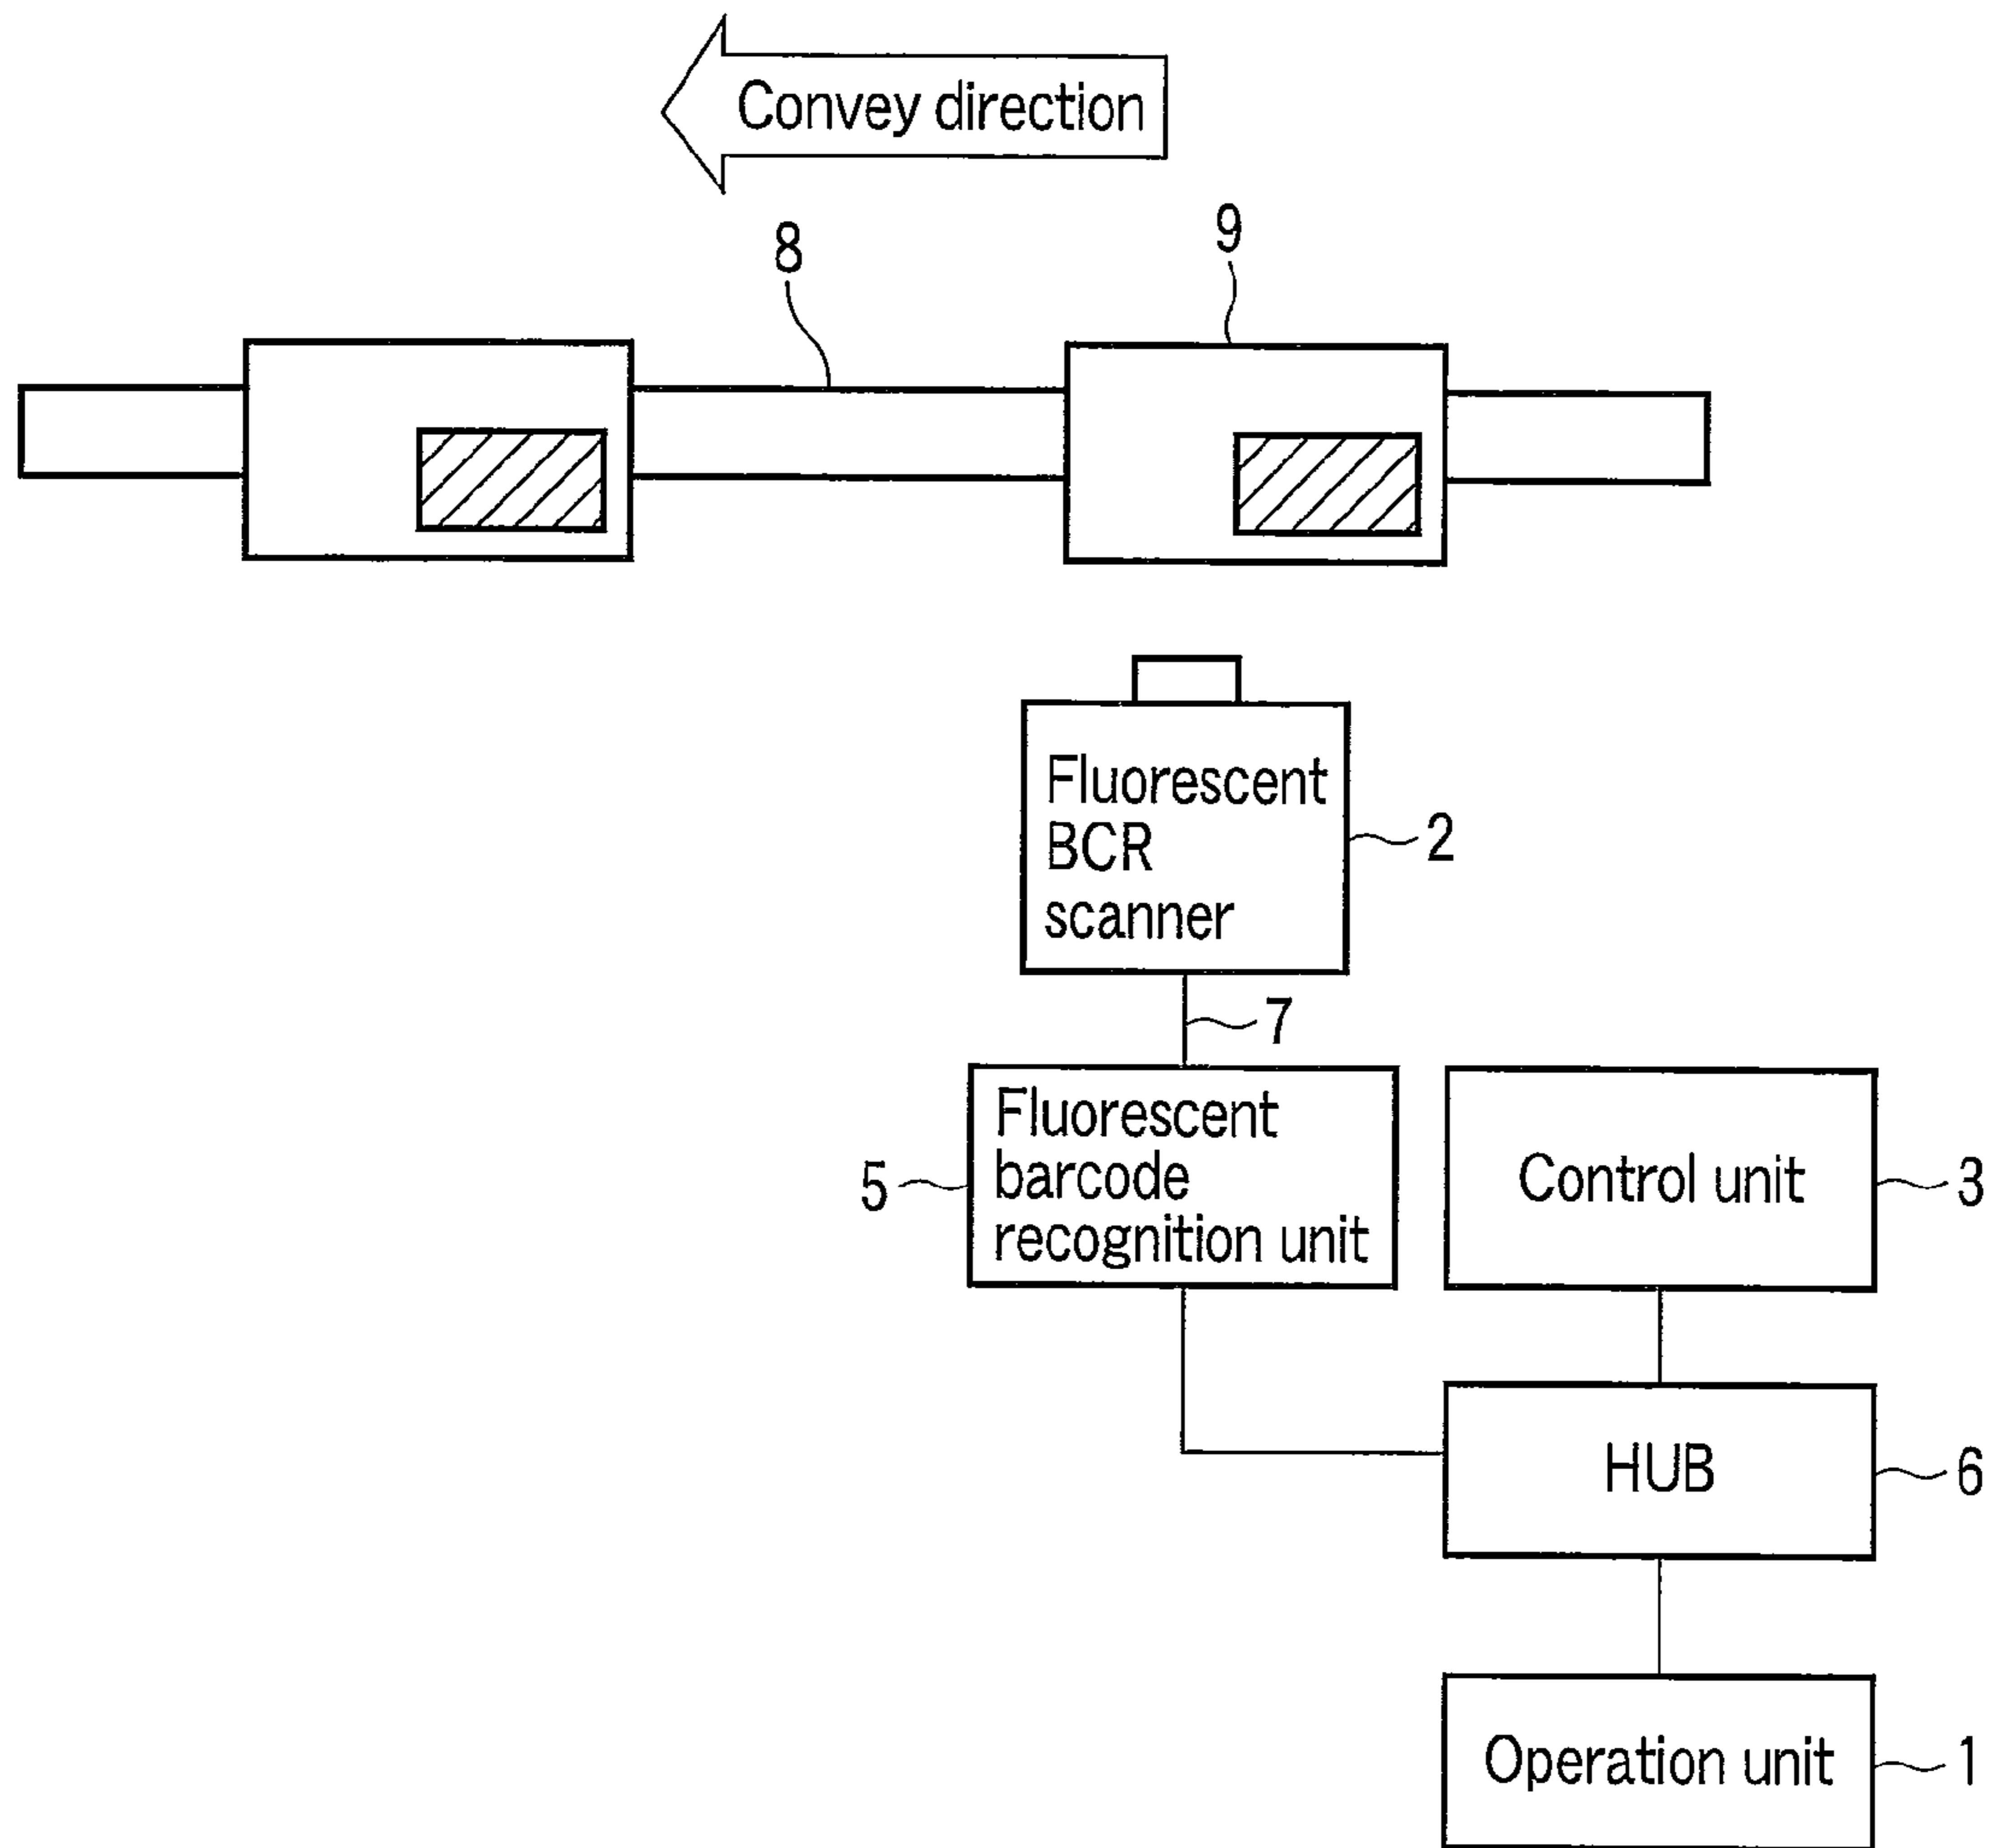 Convey direction
8
9
Fluorescent
BCR
scanner
2
7
Fluorescent
barcode
recognition unit
5
Control unit
3
HUB
6
Operation unit
1